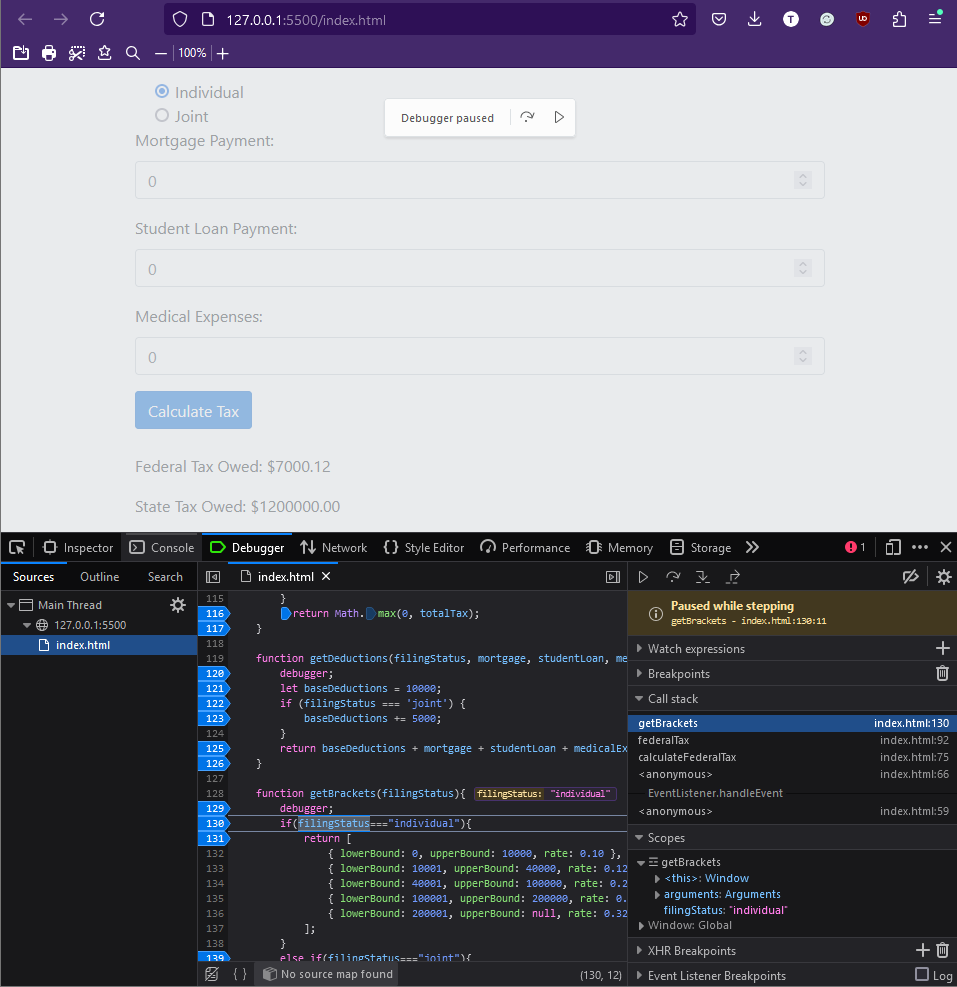 127.0.0.1:5500/index.html
T
UO
100%
Individual
Joint
Debugger paused
Mortgage Payment:
0
Student Loan Payment:
0
Medical Expenses:
0
Calculate Tax
Federal Tax Owed: $7000.12
State Tax Owed: $1200000.00
Inspector Console Debugger Network Style Editor Performance Memory Storage 1
Sources Outline Search
Main Thread
127.0.0.1:5500
index.html
index.html
115 }
116 return Math. max(0, totalTax);
117 }
118
119 function getDeductions(filingStatus, mortgage, studentLoan, me
120 debugger;
121 let baseDeductions = 10000;
122 if (filingStatus === 'joint') {
123 baseDeductions += 5000;
124 }
125 return baseDeductions + mortgage + studentLoan + medicalEx
126 }
127
128 function getBrackets(filingStatus){ filingStatus: "individual"
129 debugger;
130 if(filingStatus==="individual"){
131 return [
132 { lowerBound: 0, upperBound: 10000, rate: 0.10 },
133 { lowerBound: 10001, upperBound: 40000, rate: 0.12
134 { lowerBound: 40001, upperBound: 100000, rate: 0.2
135 { lowerBound: 100001, upperBound: 200000, rate: 0.
136 { lowerBound: 200001, upperBound: null, rate: 0.32
137 ];
138 }
139 else if(filingStatus==="joint"){
{ } No source map found (130, 12)
Paused while stepping
getBrackets - index.html:130:11
Watch expressions
Breakpoints
Call stack
getBrackets index.html:130
federalTax index.html:92
calculateFederalTax index.html:75
<anonymous> index.html:66
EventListener.handleEvent
<anonymous> index.html:59
Scopes
getBrackets
<this>: Window
arguments: Arguments
filingStatus: "individual"
Window: Global
XHR Breakpoints
Event Listener Breakpoints Log